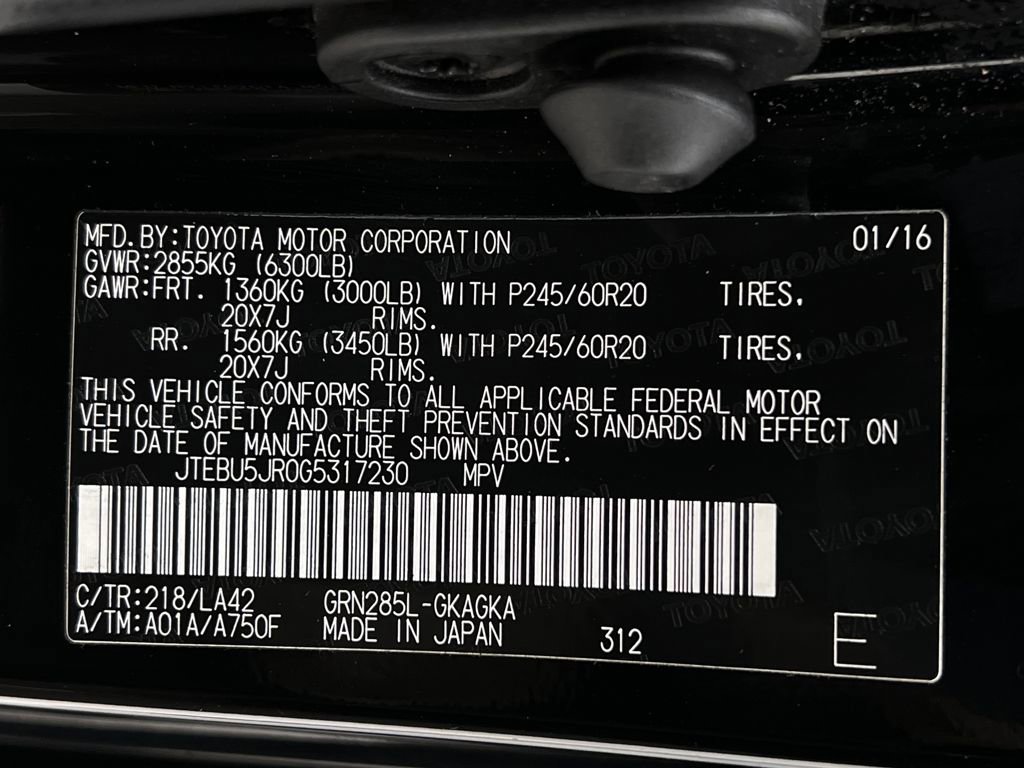 MFD.BY:TOYOTA MOTOR CORPORATION 01/16
GVWR:2855KG (6300LB)
GAWR:FRT. 1360KG (3000LB) WITH P245/60R20 TIRES.
20X7J RIMS.
RR. 1560KG (3450LB) WITH P245/60R20 TIRES.
20X7J RIMS.
THIS VEHICLE CONFORMS TO ALL APPLICABLE FEDERAL MOTOR
VEHICLE SAFETY AND THEFT PREVENTION STANDARDS IN EFFECT ON
THE DATE OF MANUFACTURE SHOWN ABOVE.
JTEBU5JR0G5317230 MPV
C/TR:218/LA42 GRN285L-GKAGKA
A/TM:A01A/A750F MADE IN JAPAN 312 E